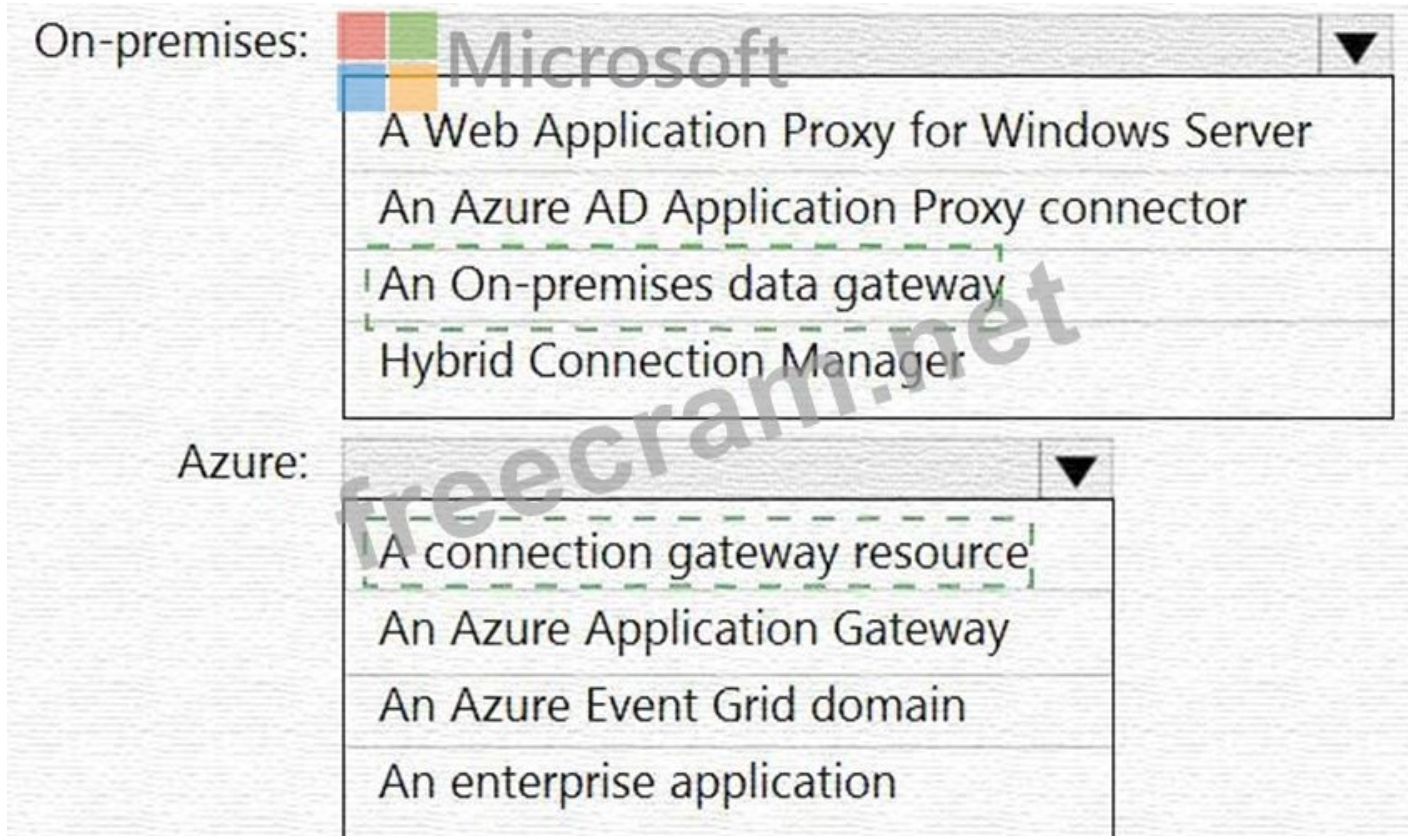 On-premises:
Microsoft
A Web Application Proxy for Windows Server
An Azure AD Application Proxy connector
An On-premises data gateway
Hybrid Connection Manager
freecram.net
Azure:
A connection gateway resource
An Azure Application Gateway
An Azure Event Grid domain
An enterprise application